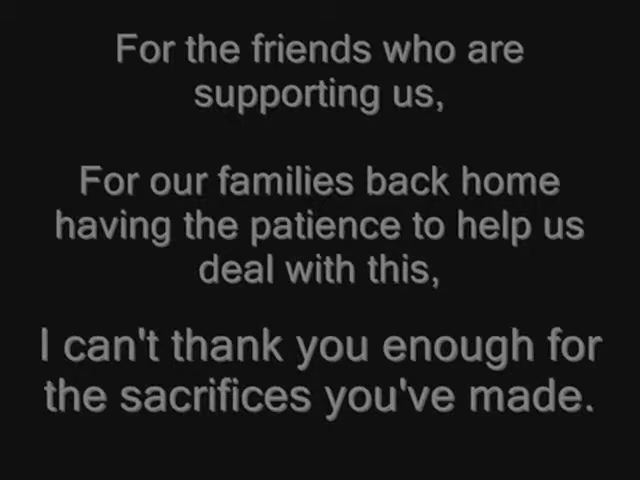 For the friends who are
supporting us,
For our families back home
having the patience to help us
deal with this,
I can't thank you enough for
the sacrifices you've made.